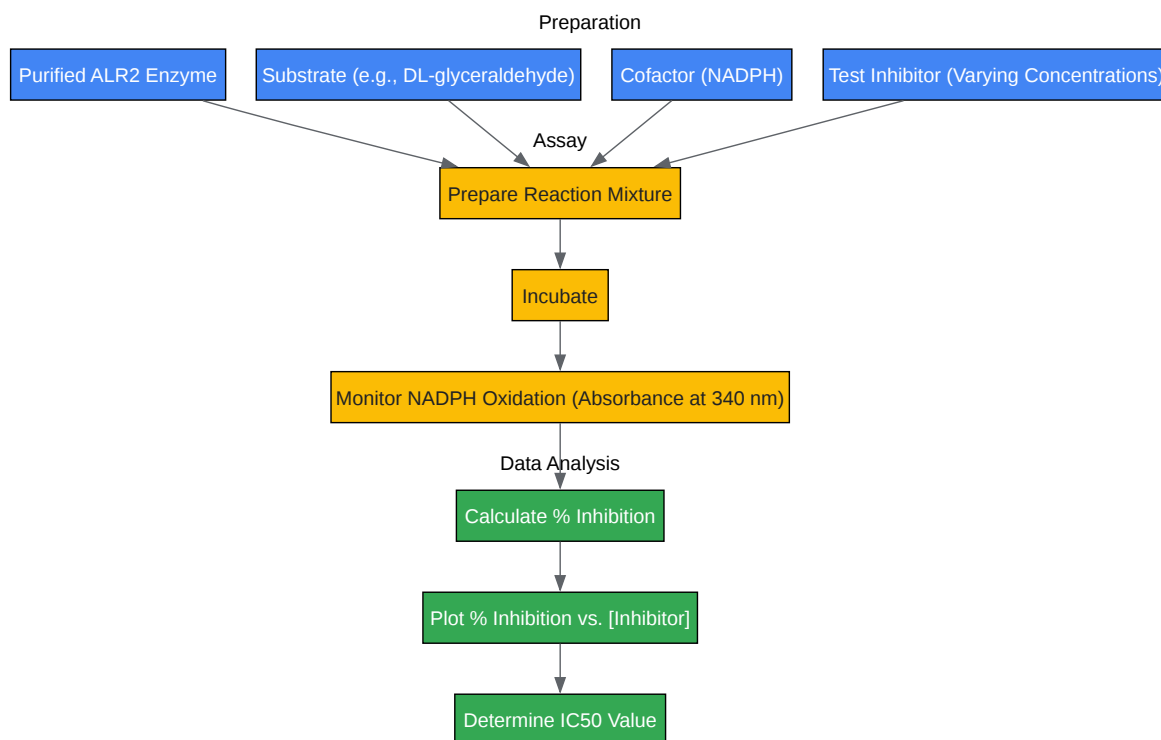 Preparation
Purified ALR2 Enzyme
Substrate (e.g., DL-glyceraldehyde)
Cofactor (NADPH)
Test Inhibitor (Varying Concentrations)
Assay
Prepare Reaction Mixture
Incubate
Monitor NADPH Oxidation (Absorbance at 340 nm)
Data Analysis
Calculate % Inhibition
Plot % Inhibition vs. [Inhibitor]
Determine IC50 Value